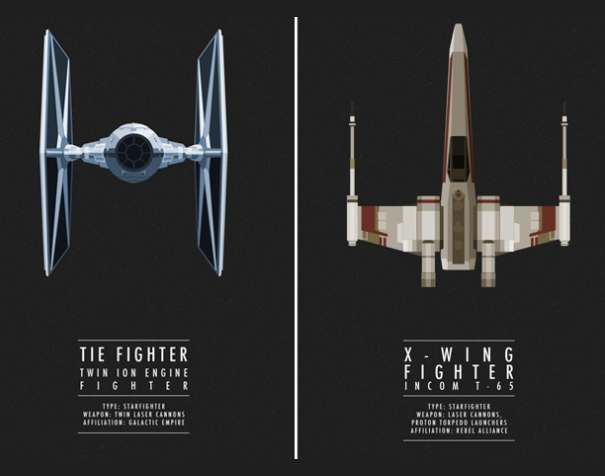 TIE FIGHTER
TWIN ION ENGINE
FIGHTER
TYPE: STARFIGHTER
WEAPON: TWIN LASER CANNONS
AFFILIATION: GALACTIC EMPIRE
X-WING
FIGHTER
INCOM T-65
TYPE: STARFIGHTER
WEAPON: LASER CANNONS,
PROTON TORPEDO LAUNCHERS
AFFILIATION: REBEL ALLIANCE